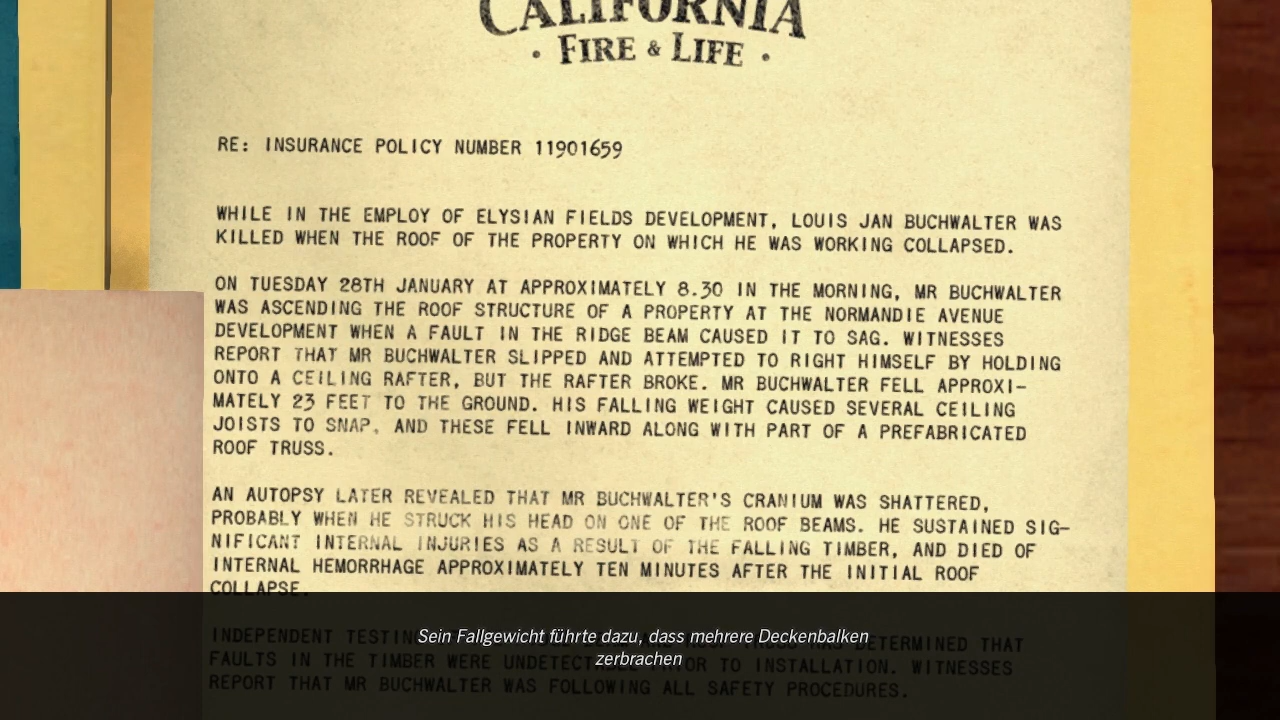 CALIFORNIA
• FIRE & LIFE •
RE: INSURANCE POLICY NUMBER 11901659
WHILE IN THE EMPLOY OF ELYSIAN FIELDS DEVELOPMENT, LOUIS JAN BUCHWALTER WAS
KILLED WHEN THE ROOF OF THE PROPERTY ON WHICH HE WAS WORKING COLLAPSED.
ON TUESDAY 28TH JANUARY AT APPROXIMATELY 8.30 IN THE MORNING, MR BUCHWALTER
WAS ASCENDING THE ROOF STRUCTURE OF A PROPERTY AT THE NORMANDIE AVENUE
DEVELOPMENT WHEN A FAULT IN THE RIDGE BEAM CAUSED IT TO SAG. WITNESSES
REPORT THAT MR BUCHWALTER SLIPPED AND ATTEMPTED TO RIGHT HIMSELF BY HOLDING
ONTO A CEILING RAFTER, BUT THE RAFTER BROKE. MR BUCHWALTER FELL APPROXI-
MATELY 23 FEET TO THE GROUND. HIS FALLING WEIGHT CAUSED SEVERAL CEILING
JOISTS TO SNAP, AND THESE FELL INWARD ALONG WITH PART OF A PREFABRICATED
ROOF TRUSS.
AN AUTOPSY LATER REVEALED THAT MR BUCHWALTER'S CRANIUM WAS SHATTERED,
PROBABLY WHEN HE STRUCK HIS HEAD ON ONE OF THE ROOF BEAMS. HE SUSTAINED SIG-
NIFICANT INTERNAL INJURIES AS A RESULT OF THE FALLING TIMBER, AND DIED OF
INTERNAL HEMORRHAGE APPROXIMATELY TEN MINUTES AFTER THE INITIAL ROOF
COLLAPSE.
INDEPENDENT DETERMINED THAT
FAULTS IN THE TIMBER WERE TO INSTALLATION. WITNESSES
REPORT THAT MR BUCHWALTER WAS FOLLOWING ALL SAFETY PROCEDURES.
Sein Fallgewicht führte dazu, dass mehrere Deckenbalken
zerbrachen